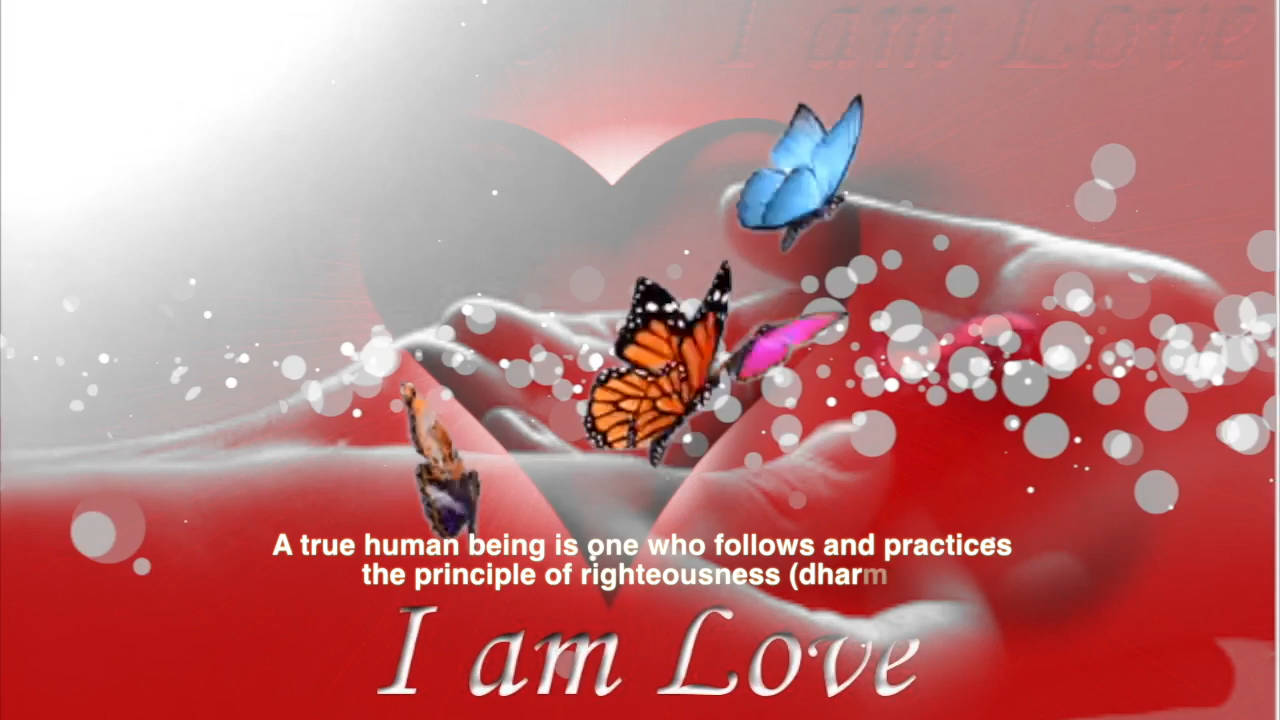 I am Love
A true human being is one who follows and practices
the principle of righteousness (dharm
I am Love